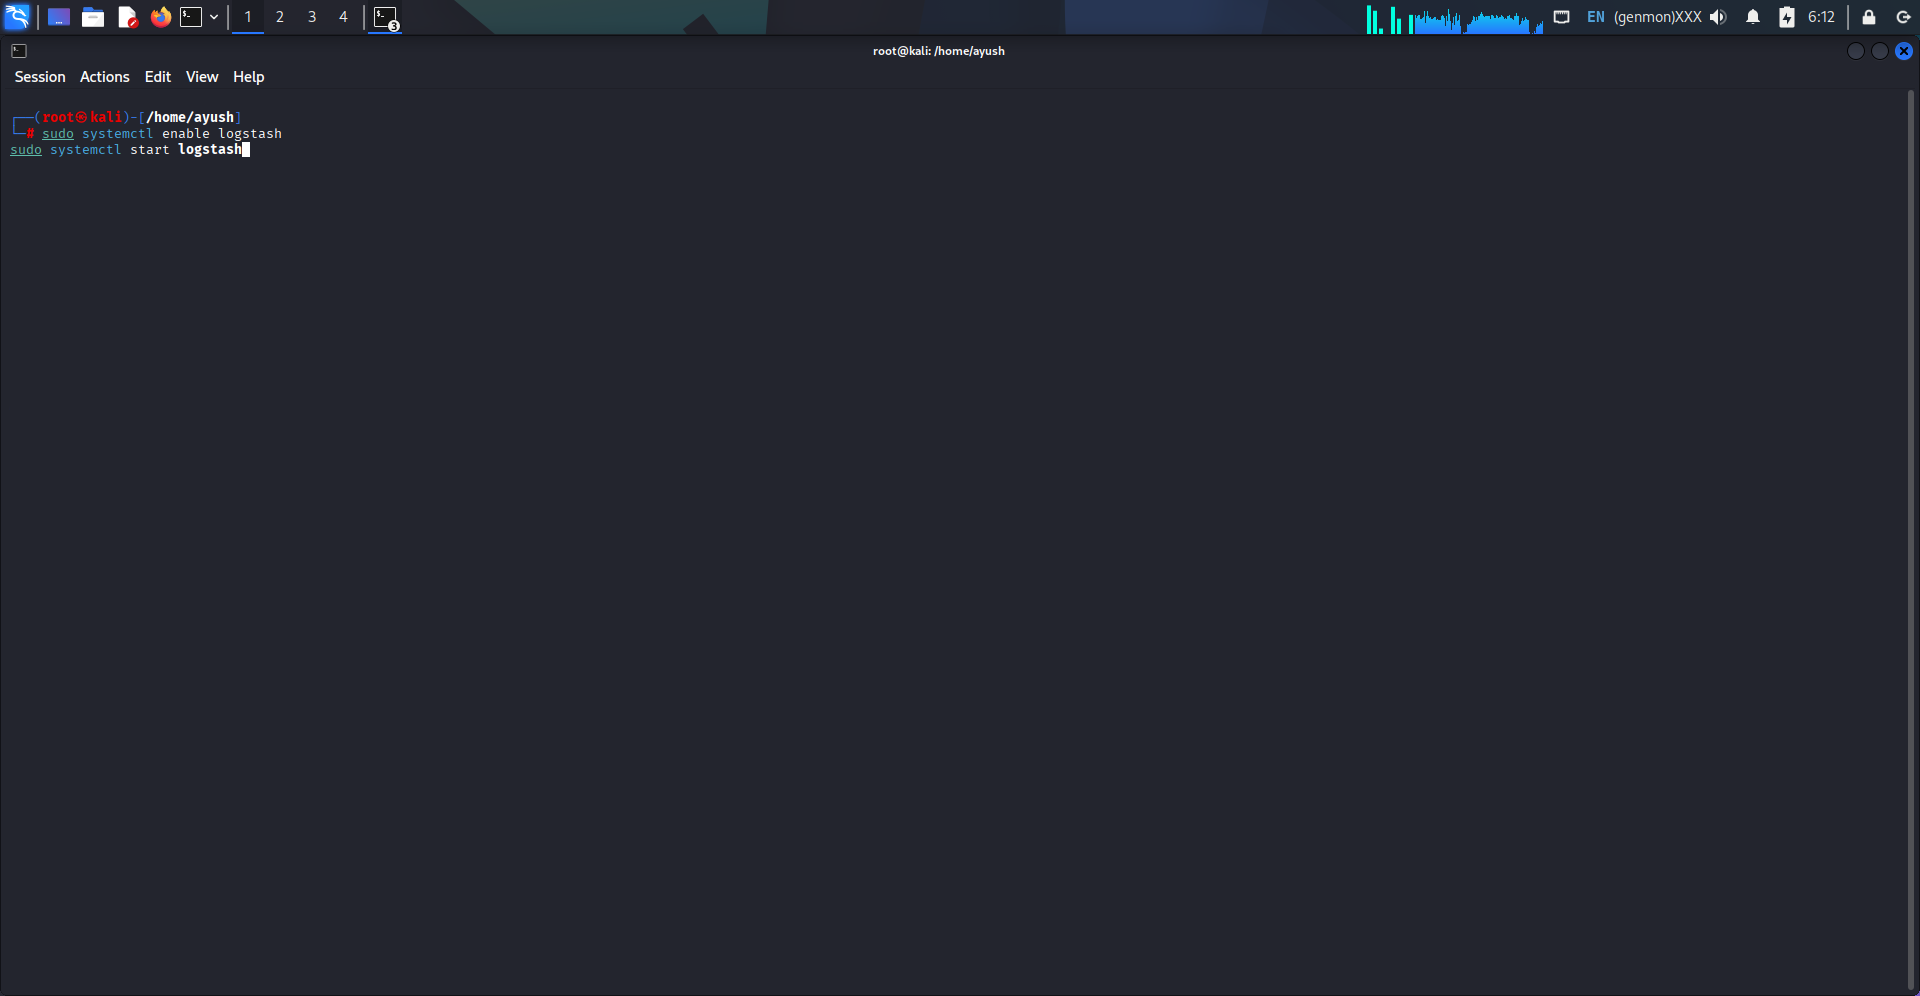 1 2 3 4 3 EN (genmon)XXX 6:12
root@kali: /home/ayush
Session Actions Edit View Help
┌──(root㉿kali)-[/home/ayush]
└─# sudo systemctl enable logstash
sudo systemctl start logstash